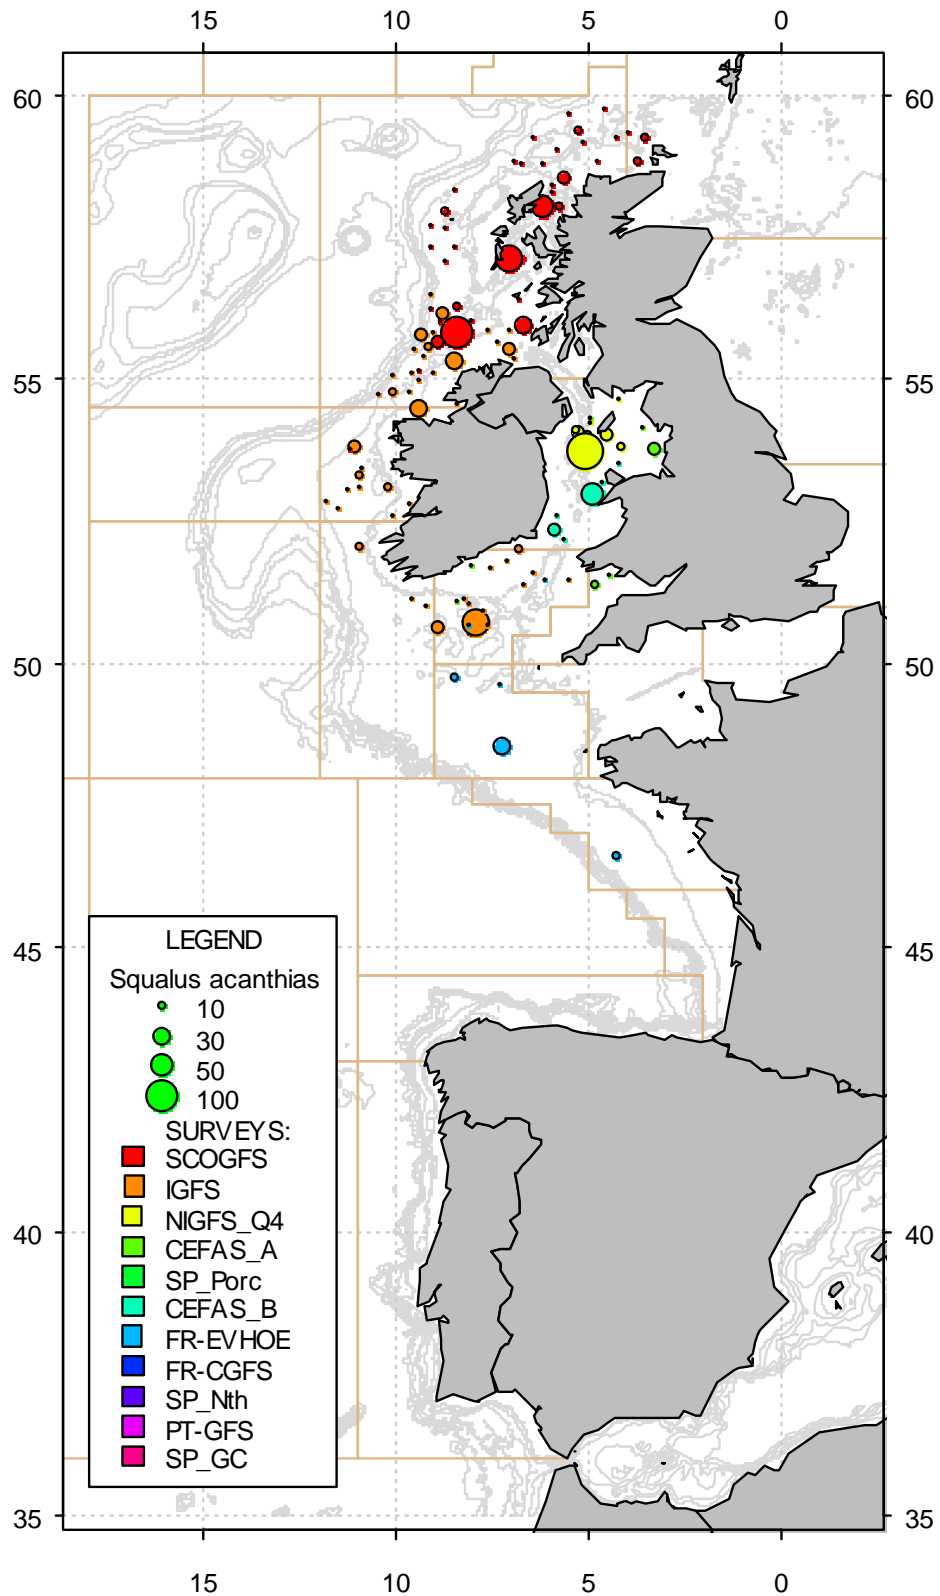 15 10 5 0
60 60
55 55
50 50
45 45
LEGEND
Squalus acanthias
10
30
50
100
SURVEYS:
SCOGFS
IGFS
NIGFS_Q4
CEFAS_A
SP_Porc
CEFAS_B
FR-EVHOE
FR-CGFS
SP_Nth
PT-GFS
SP_GC
40 40
35 35
15 10 5 0